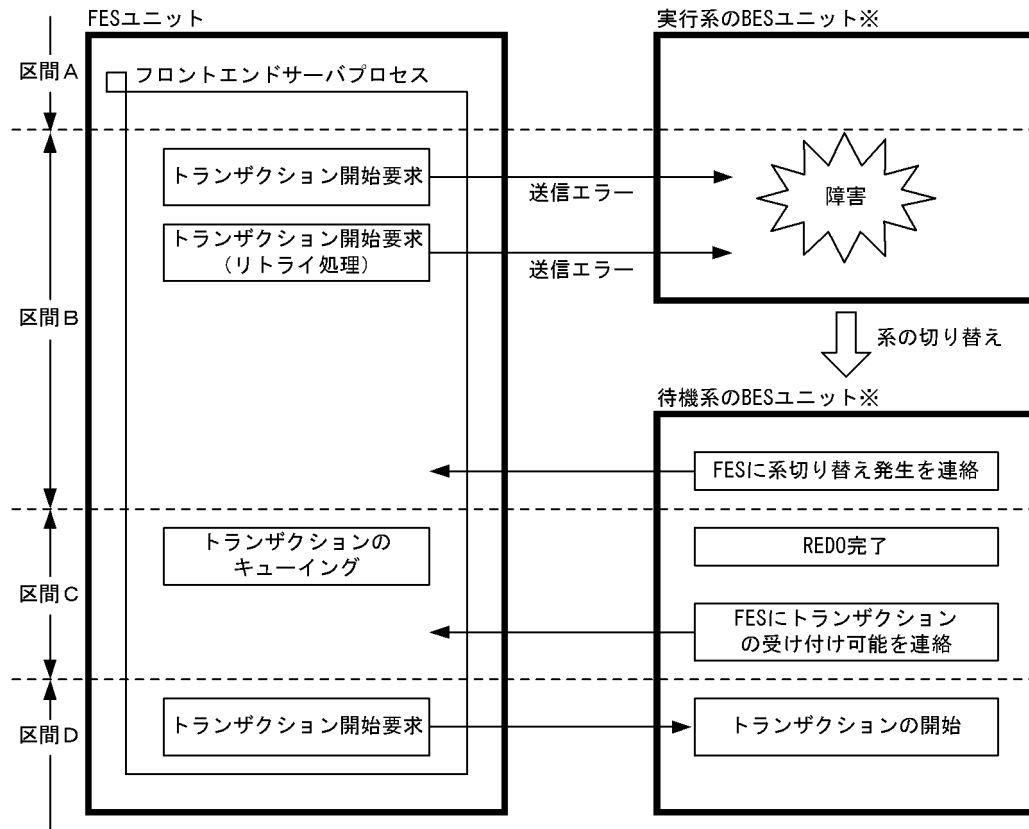 FESユニット
実行系のBESユニット※
区間A
フロントエンドサーバプロセス
トランザクション開始要求
送信エラー
障害
トランザクション開始要求
(リトライ処理)
送信エラー
区間B
系の切り替え
待機系のBESユニット※
FESに系切り替え発生を連絡
トランザクションの
キューイング
REDO完了
区間C
FESにトランザクション
の受け付け可能を連絡
区間D
トランザクション開始要求
トランザクションの開始